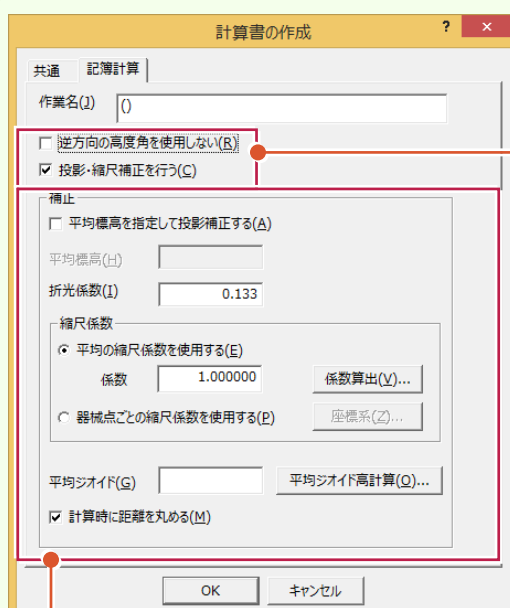 計算書の作成
? ×
共通 記簿計算
作業名(J) ()
逆方向の高度角を使用しない(R)
投影・縮尺補正を行う(C)
補正
平均標高を指定して投影補正する(A)
平均標高(H)
折光係数(I) 0.133
縮尺係数
平均の縮尺係数を使用する(E)
係数 1.000000 係数算出(V)...
器械点ごとの縮尺係数を使用する(P) 座標系(Z)...
平均ジオイド(G) 平均ジオイド高計算(O)...
計算時に距離を丸める(M)
OK キャンセル